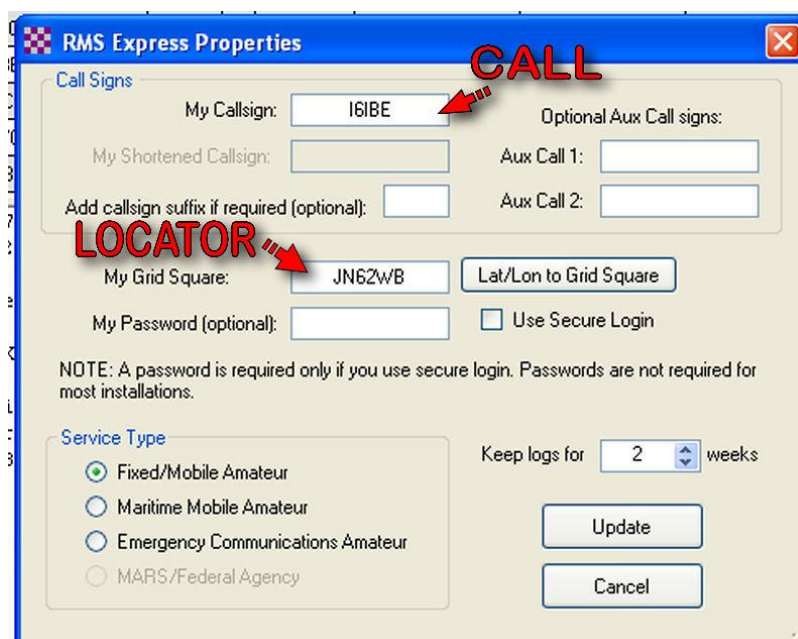 RMS Express Properties
CALL
Call Signs
My Callsign: I6IBE
Optional Aux Call signs:
My Shortened Callsign:
Aux Call 1:
Add callsign suffix if required (optional):
Aux Call 2:
LOCATOR
My Grid Square: JN62WB Lat/Lon to Grid Square
My Password (optional): Use Secure Login
NOTE: A password is required only if you use secure login. Passwords are not required for
most installations.
Service Type
Keep logs for 2 weeks
Fixed/Mobile Amateur
Maritime Mobile Amateur
Emergency Communications Amateur
MARS/Federal Agency
Update
Cancel